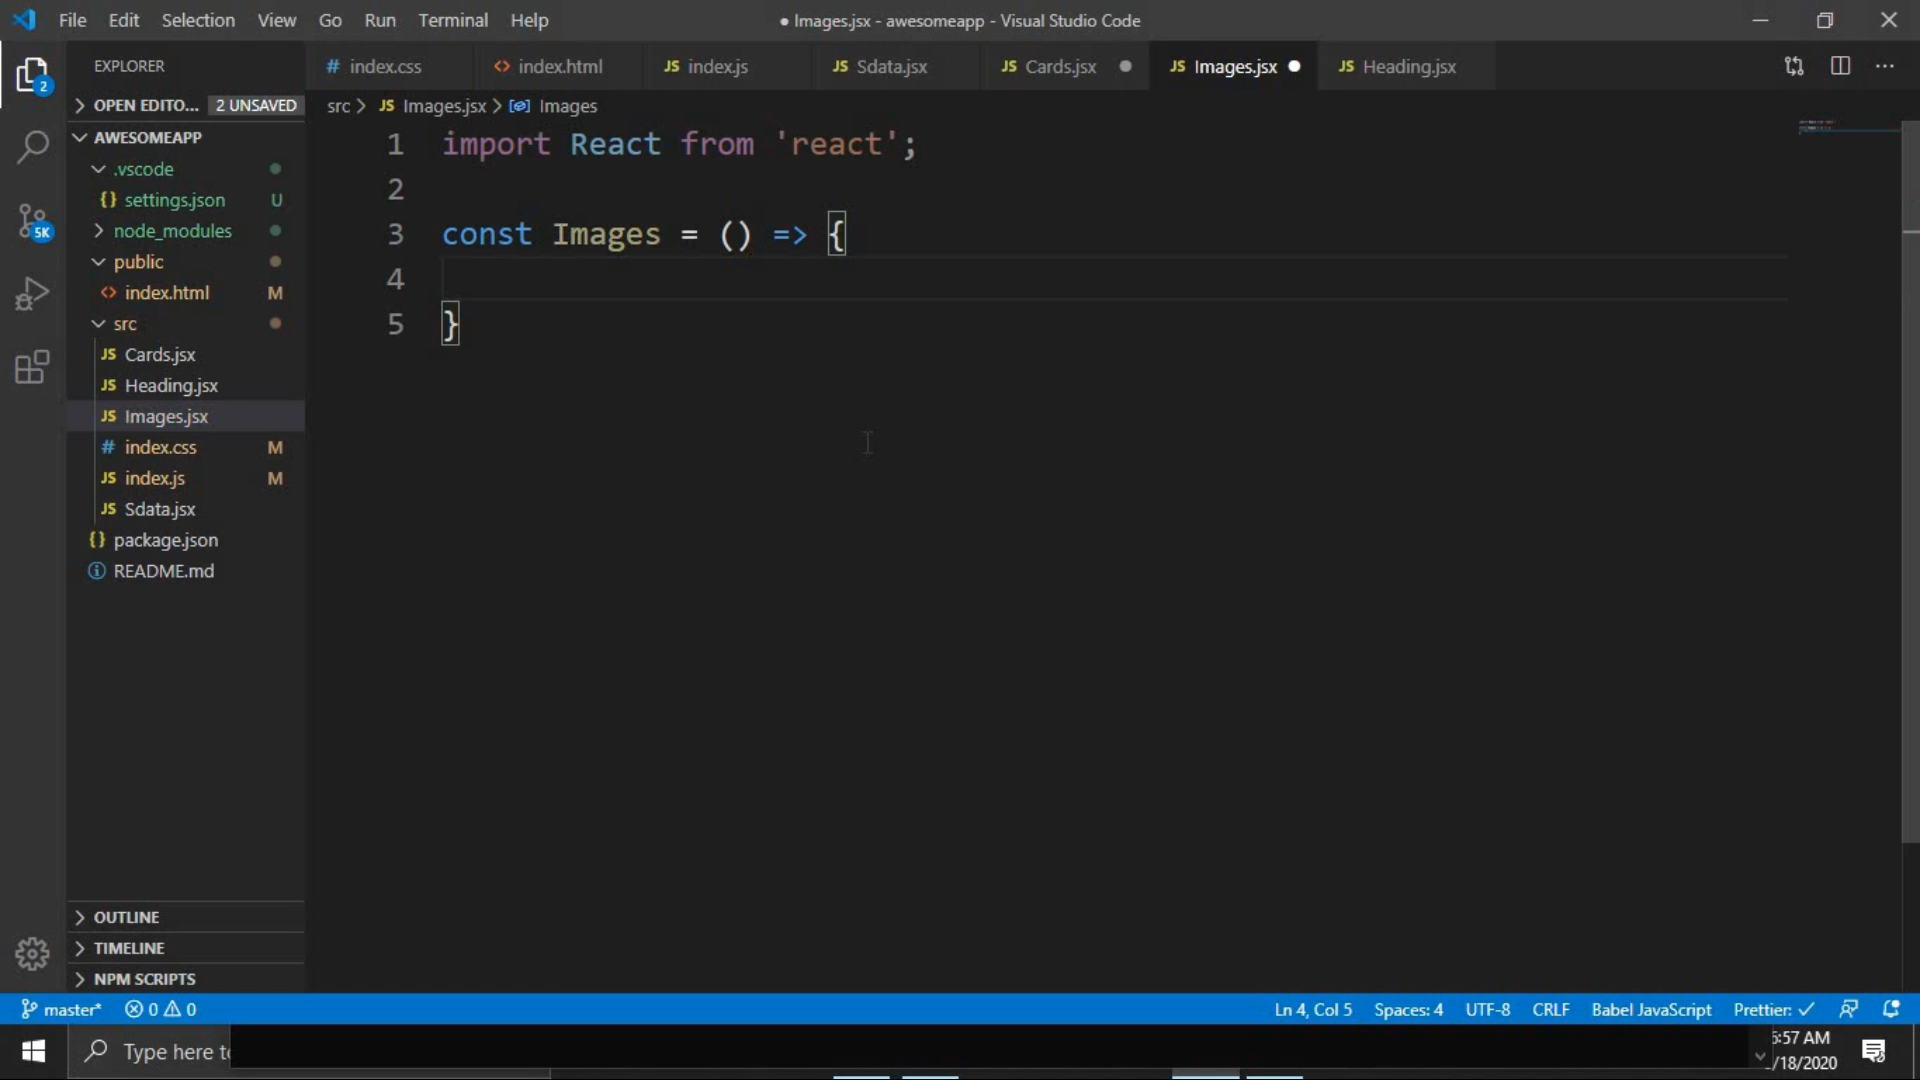 File Edit Selection View Go Run Terminal Help
● Images.jsx - awesomeapp - Visual Studio Code
EXPLORER
# index.css
<> index.html
JS index.js
JS Sdata.jsx
JS Cards.jsx ●
JS Images.jsx ●
JS Heading.jsx
2
OPEN EDITO... 2 UNSAVED
src > JS Images.jsx > Images
AWESOMEAPP
.vscode
{} settings.json U
node_modules
public
<> index.html M
src
JS Cards.jsx
JS Heading.jsx
JS Images.jsx
# index.css M
JS index.js M
JS Sdata.jsx
{} package.json
README.md
5K
1 import React from 'react';
2
3 const Images = () => {
4
5 }
OUTLINE
TIMELINE
NPM SCRIPTS
master* 0 0
Ln 4, Col 5 Spaces: 4 UTF-8 CRLF Babel JavaScript Prettier: ✓
Type here
:57 AM
/18/2020